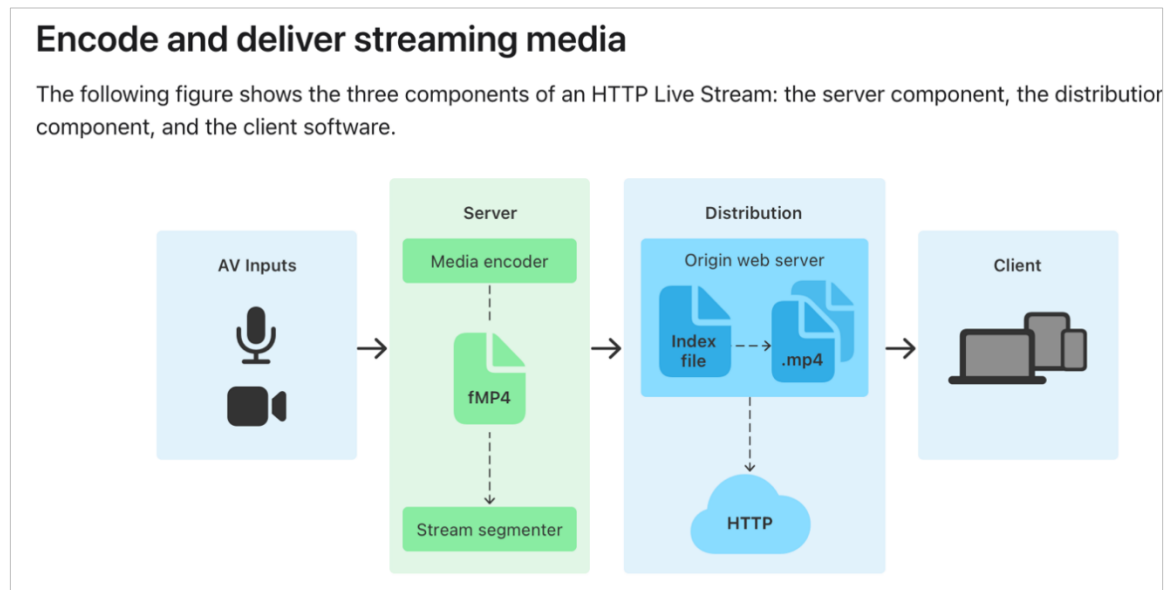 Encode and deliver streaming media
The following figure shows the three components of an HTTP Live Stream: the server component, the distribution
component, and the client software.
AV Inputs
Server
Media encoder
fMP4
Stream segmenter
Distribution
Origin web server
Index
file
.mp4
HTTP
Client